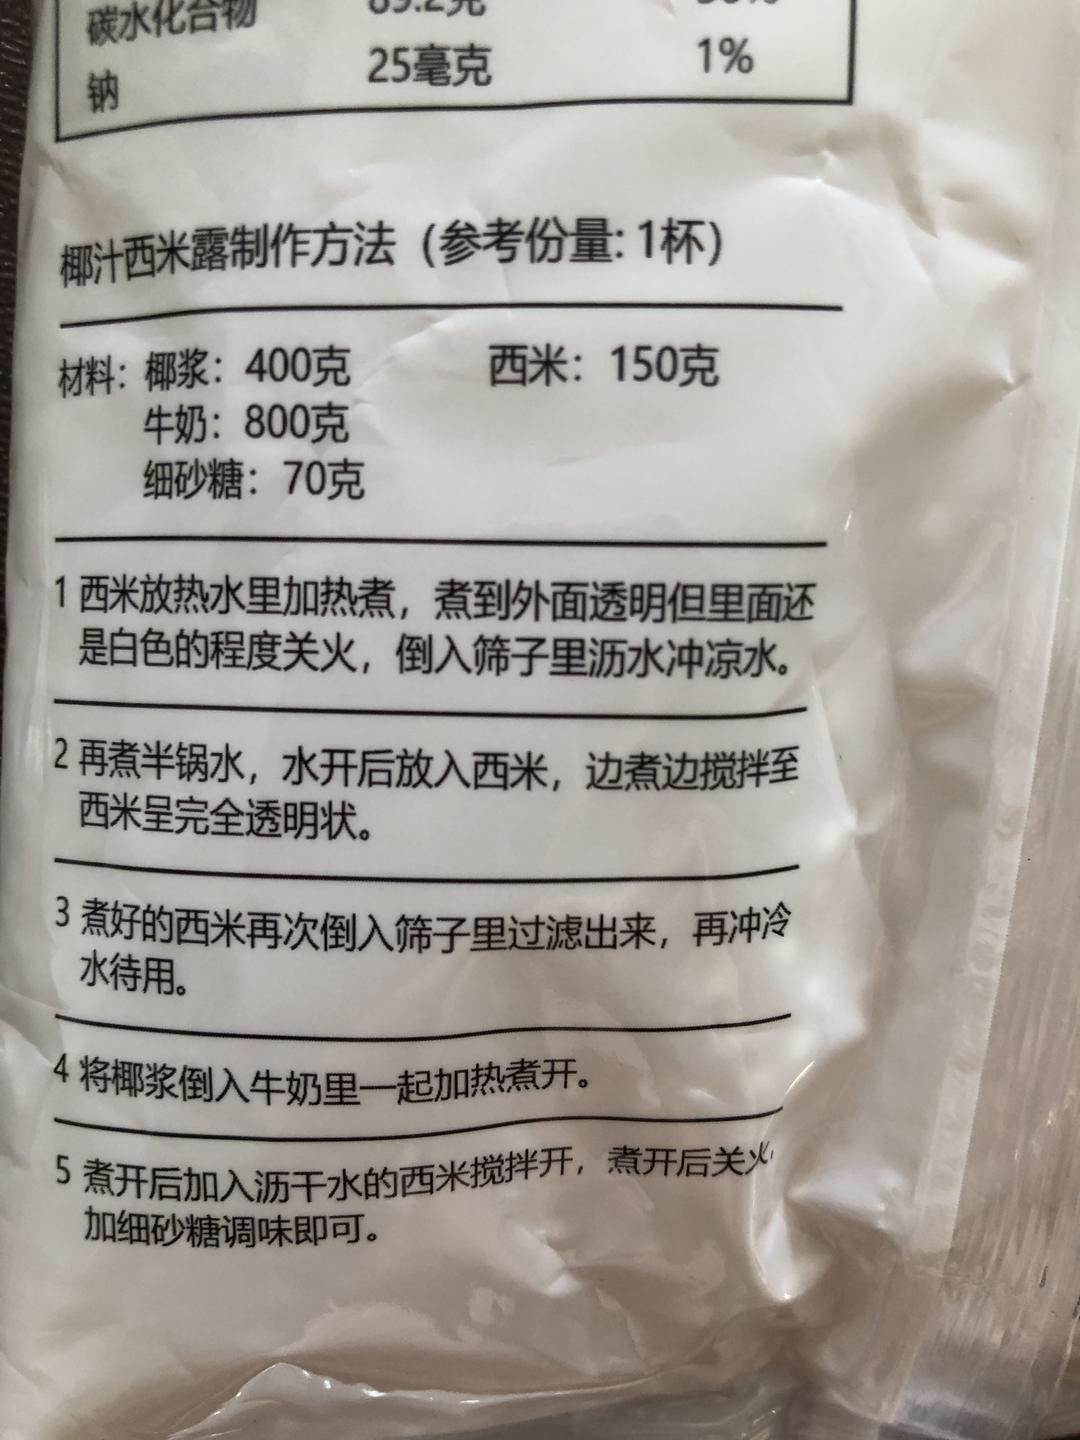 碳水化合物 89.2克 30%
钠 25毫克 1%
椰汁西米露制作方法（参考份量: 1杯）
材料：椰浆：400克 西米：150克
牛奶：800克
细砂糖：70克
1 西米放热水里加热煮，煮到外面透明但里面还
是白色的程度关火，倒入筛子里沥水冲凉水。
2 再煮半锅水，水开后放入西米，边煮边搅拌至
西米呈完全透明状。
3 煮好的西米再次倒入筛子里过滤出来，再冲冷
水待用。
4 将椰浆倒入牛奶里一起加热煮开。
5 煮开后加入沥干水的西米搅拌开，煮开后关火，
加细砂糖调味即可。